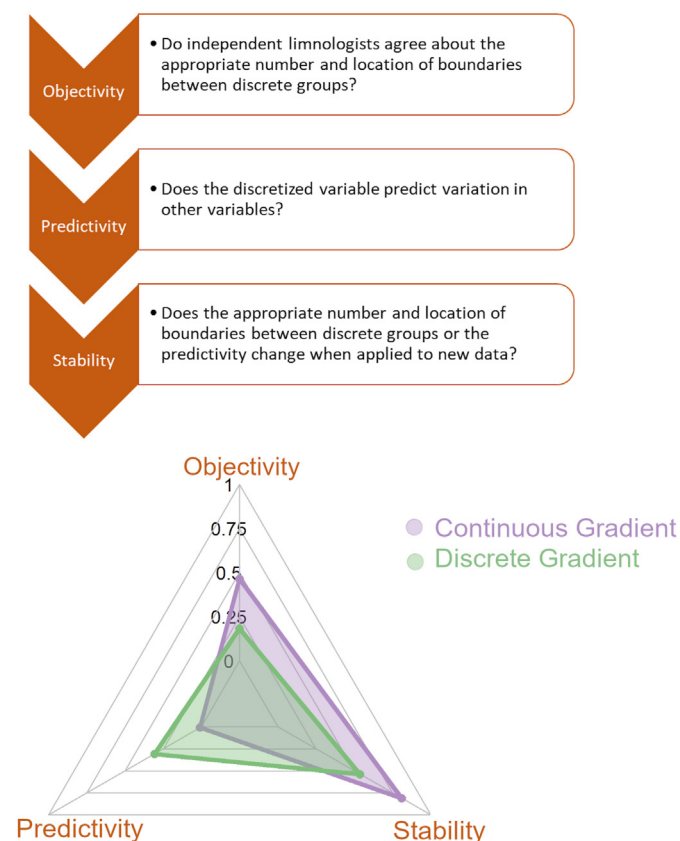 Objectivity
• Do independent limnologists agree about the
appropriate number and location of boundaries
between discrete groups?
Predictivity
• Does the discretized variable predict variation in
other variables?
Stability
• Does the appropriate number and location of
boundaries between discrete groups or the
predictivity change when applied to new data?
Objectivity
1
0.75
0.5
0.25
0
Continuous Gradient
Discrete Gradient
Predictivity
Stability